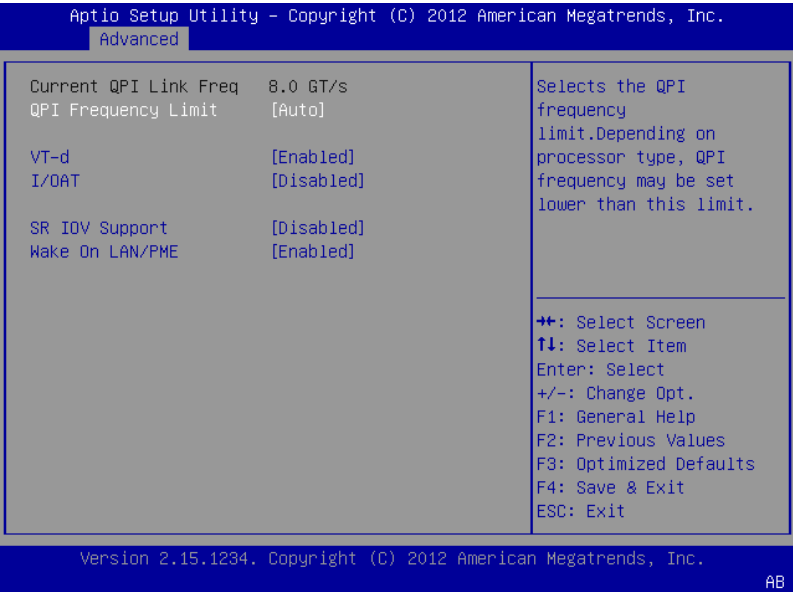 Aptio Setup Utility – Copyright (C) 2012 American Megatrends, Inc.
Advanced
Current QPI Link Freq 8.0 GT/s
QPI Frequency Limit [Auto]
VT-d [Enabled]
I/OAT [Disabled]
SR IOV Support [Disabled]
Wake On LAN/PME [Enabled]
Selects the QPI
frequency
limit.Depending on
processor type, QPI
frequency may be set
lower than this limit.
→←: Select Screen
↑↓: Select Item
Enter: Select
+/-: Change Opt.
F1: General Help
F2: Previous Values
F3: Optimized Defaults
F4: Save & Exit
ESC: Exit
Version 2.15.1234. Copyright (C) 2012 American Megatrends, Inc.
AB